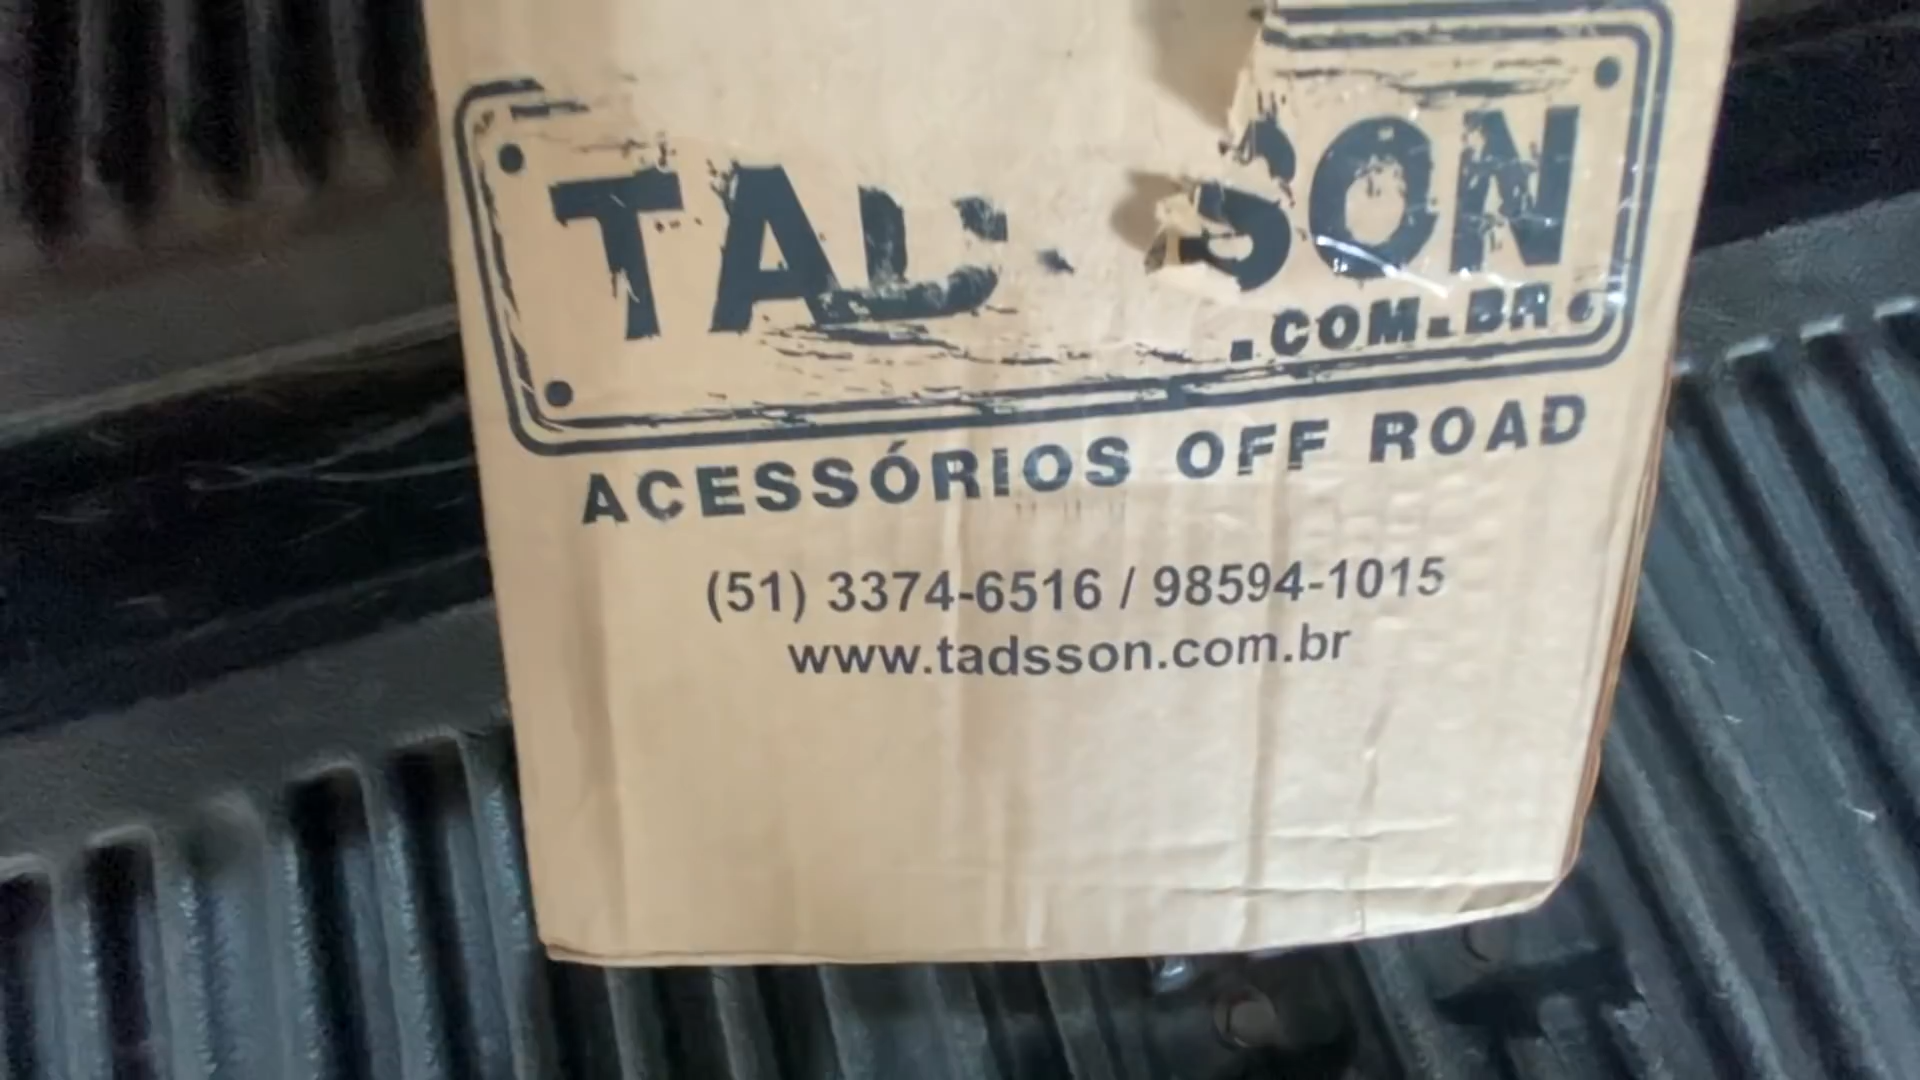 .COM.BR
ACESSÓRIOS OFF ROAD
(51) 3374-6516 / 98594-1015
www.tadsson.com.br